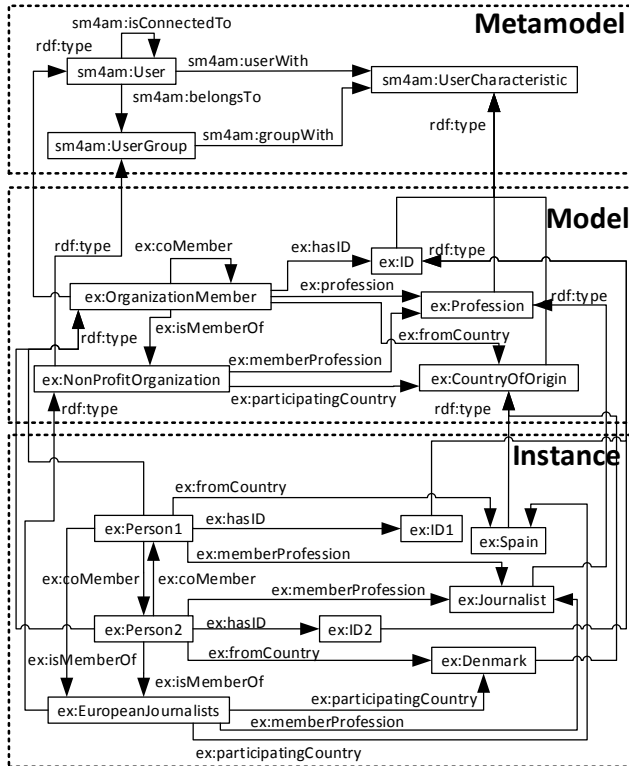 sm4am:isConnectedTo
Metamodel
rdf:type
sm4am:User
sm4am:userWith
sm4am:UserCharacteristic
sm4am:belongsTo
sm4am:UserGroup
sm4am:groupWith
rdf:type
Model
rdf:type
ex:coMember
ex:hasID
ex:ID
rdf:type
ex:OrganizationMember
ex:profession
ex:Profession
rdf:type
rdf:type
ex:isMemberOf
ex:fromCountry
ex:memberProfession
ex:NonProfitOrganization
ex:CountryOfOrigin
ex:participatingCountry
rdf:type
rdf:type
Instance
ex:fromCountry
ex:Person1
ex:hasID
ex:ID1
ex:Spain
ex:memberProfession
ex:coMember
ex:coMember
ex:memberProfession
ex:Journalist
ex:Person2
ex:hasID
ex:ID2
ex:fromCountry
ex:Denmark
ex:isMemberOf
ex:isMemberOf
ex:participatingCountry
ex:EuropeanJournalists
ex:memberProfession
ex:participatingCountry